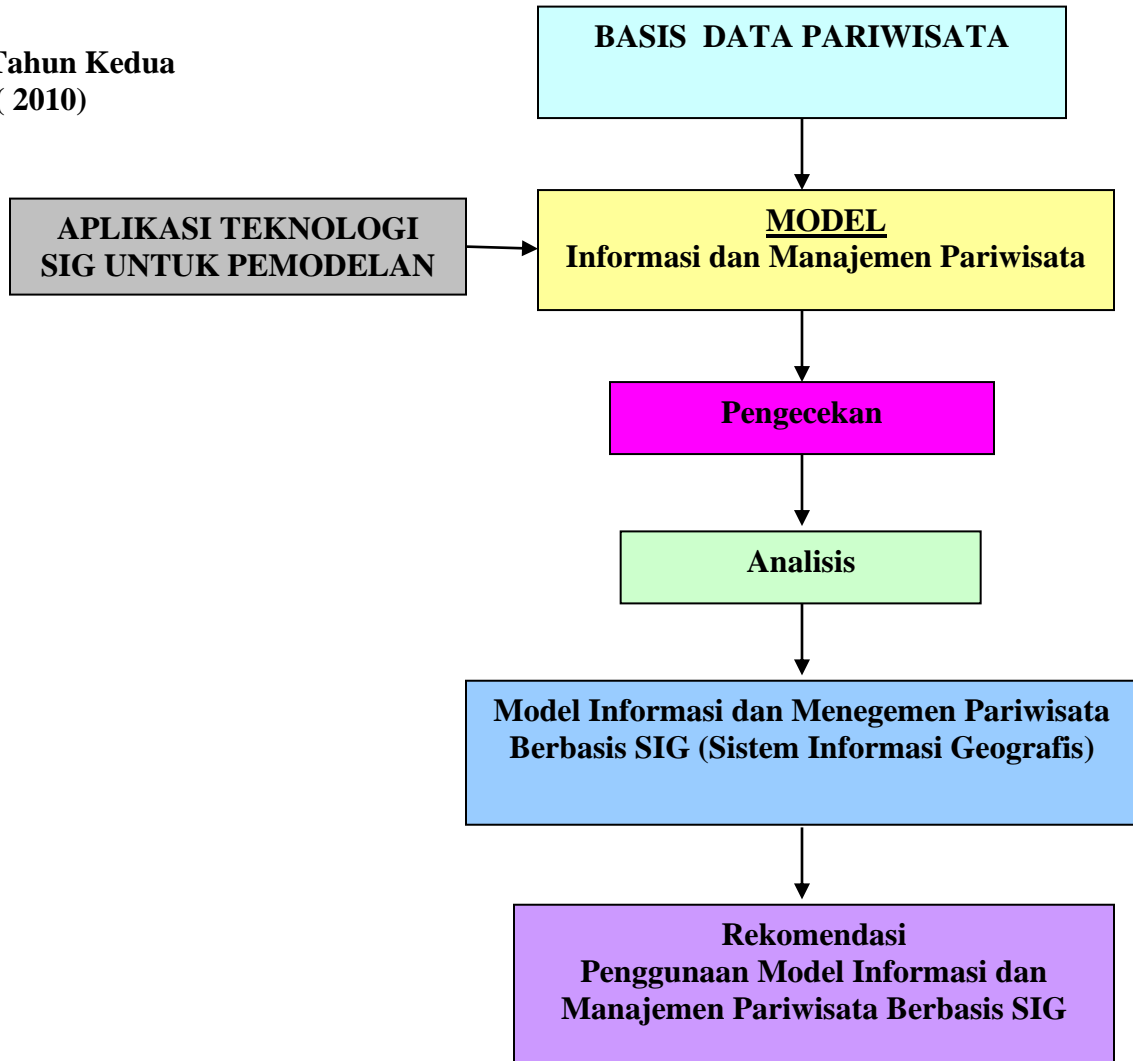 BASIS DATA PARIWISATA
Tahun Kedua
( 2010)
APLIKASI TEKNOLOGI
SIG UNTUK PEMODELAN
MODEL
Informasi dan Manajemen Pariwisata
Pengecekan
Analisis
Model Informasi dan Menegemen Pariwisata
Berbasis SIG (Sistem Informasi Geografis)
Rekomendasi
Penggunaan Model Informasi dan
Manajemen Pariwisata Berbasis SIG